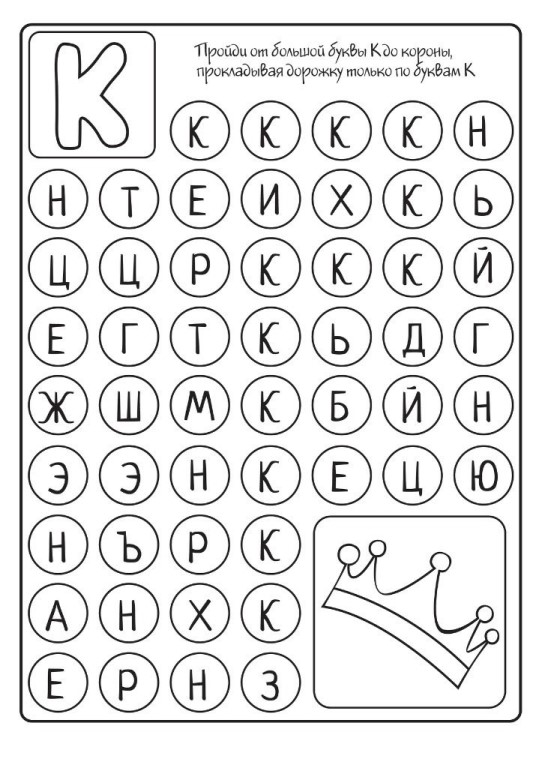 К
Пройди от большой буквы К до короны,
прокладывая дорожку только по буквам К
К К К К Н
Н Т Е И Х К Ь
Ц Ц Р К К К Й
Е Г Т К Ь Д Г
Ж Ш М К Б Й Н
Э Э Н К Е Ц Ю
Н Ъ Р К
А Н Х К
Е Р Н З